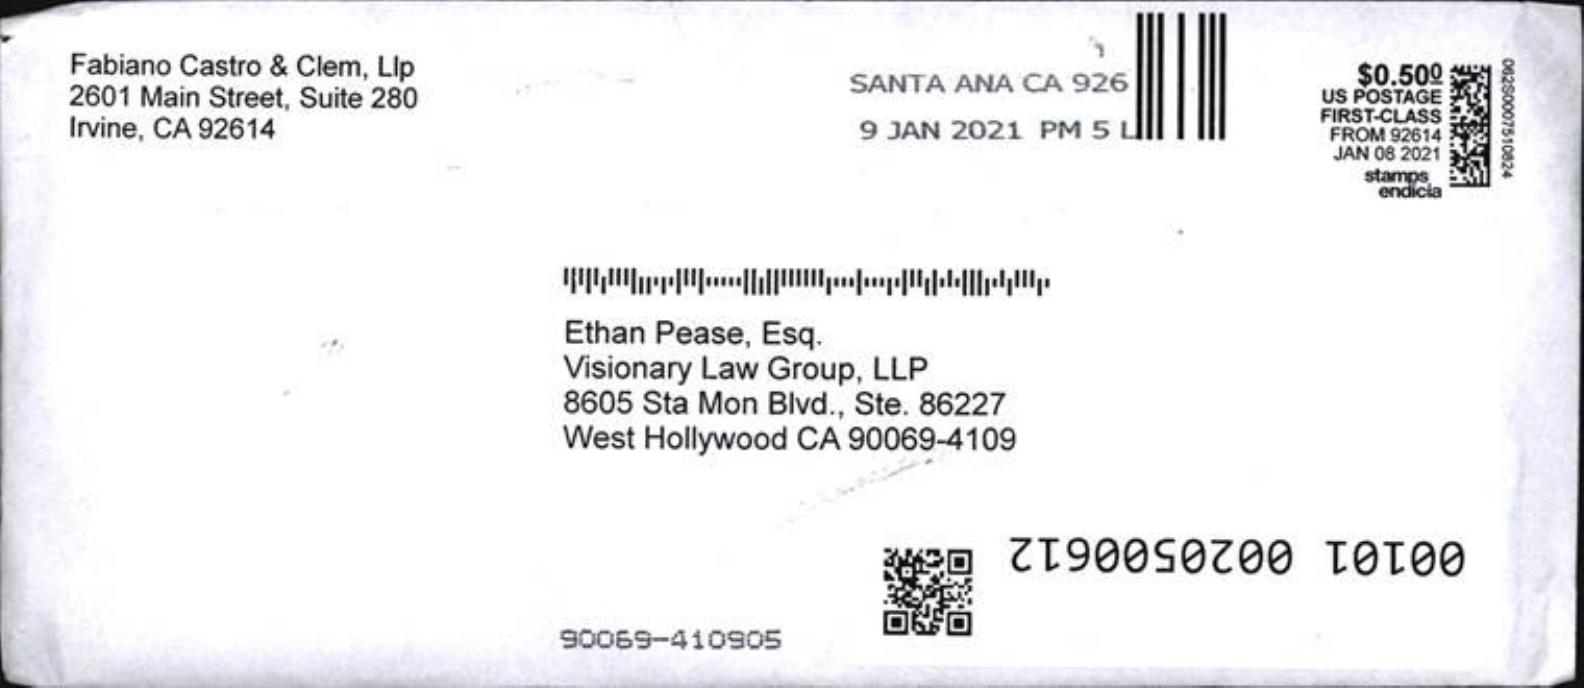 Fabiano Castro & Clem, Llp
2601 Main Street, Suite 280
Irvine, CA 92614
SANTA ANA CA 926
9 JAN 2021 PM 5 L
$0.500
US POSTAGE
FIRST-CLASS
FROM 92614
JAN 08 2021
stamps
endicia
062S0007510824
Ethan Pease, Esq.
Visionary Law Group, LLP
8605 Sta Mon Blvd., Ste. 86227
West Hollywood CA 90069-4109
00101 0020500612
90069-410905